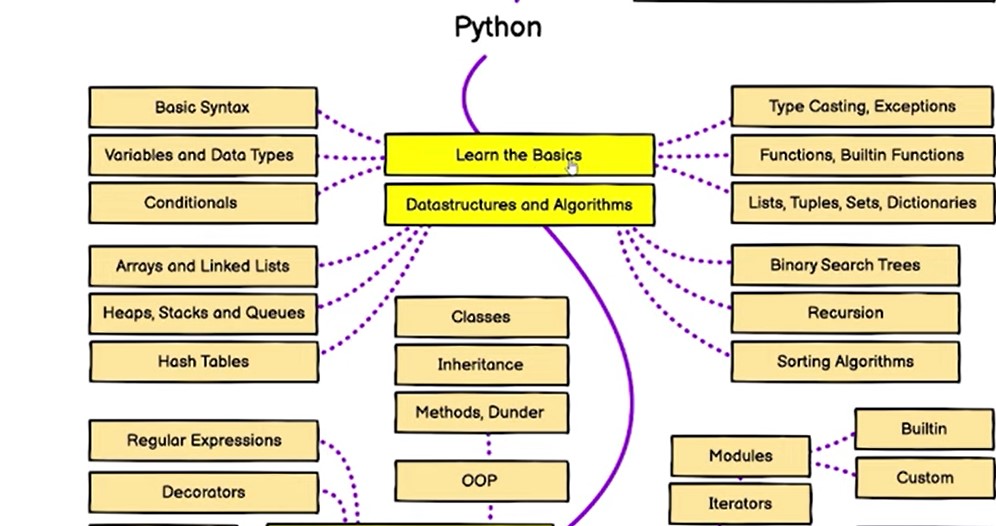 Python
Basic Syntax
Variables and Data Types
Conditionals
Learn the Basics
Datastructures and Algorithms
Type Casting, Exceptions
Functions, Builtin Functions
Lists, Tuples, Sets, Dictionaries
Arrays and Linked Lists
Heaps, Stacks and Queues
Hash Tables
Binary Search Trees
Recursion
Sorting Algorithms
Classes
Inheritance
Methods, Dunder
OOP
Regular Expressions
Decorators
Modules
Iterators
Builtin
Custom